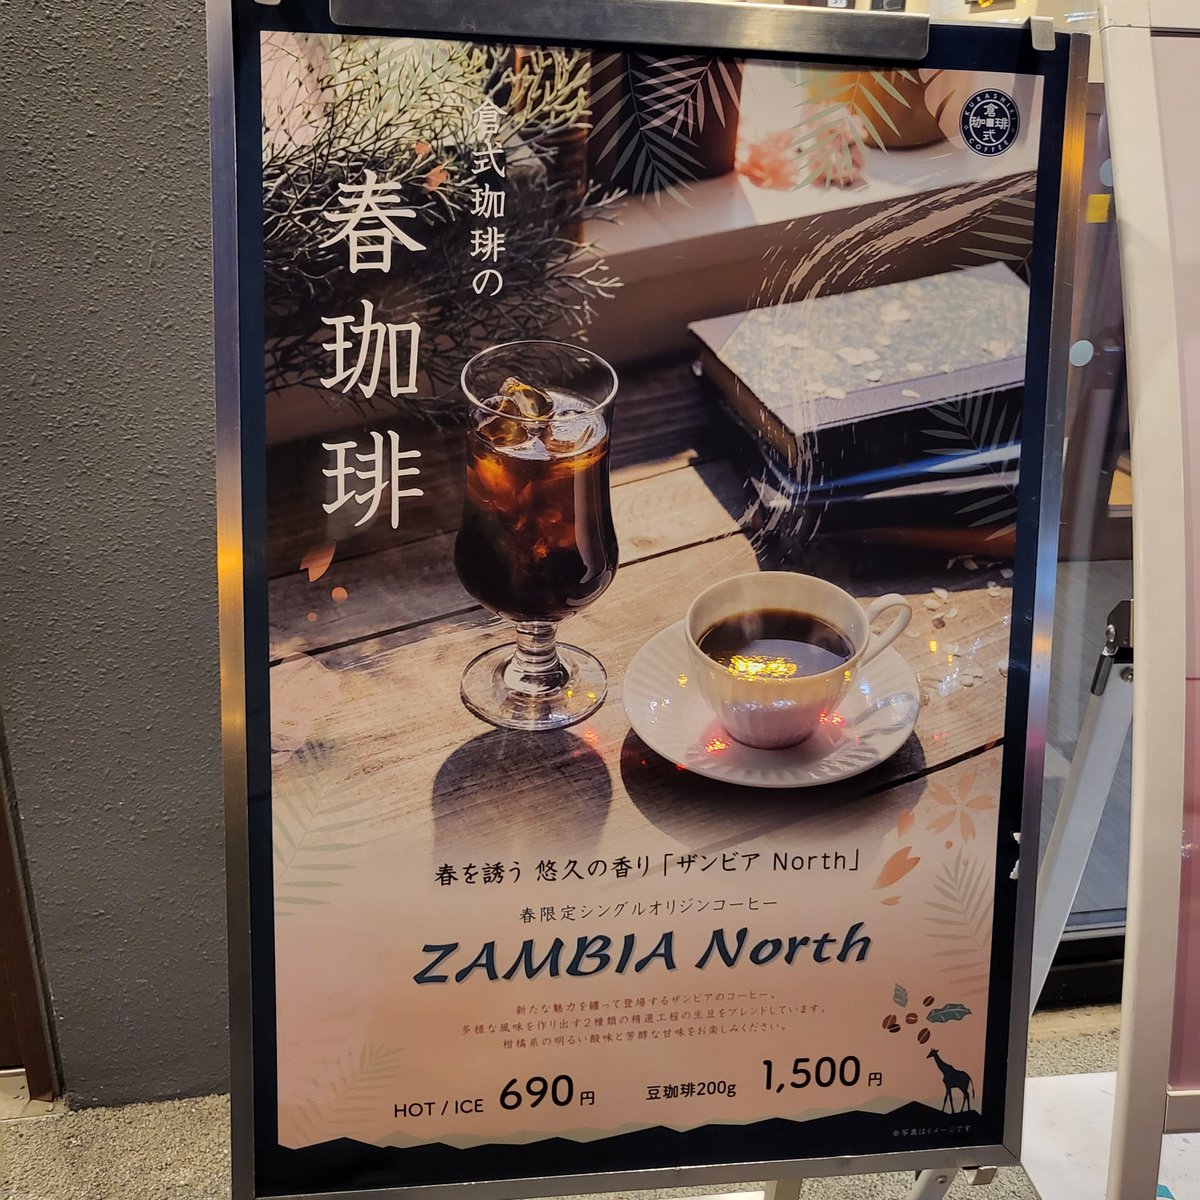 倉式珈琲の
春珈琲
KURASHIKI
倉式珈琲
COFFEE
春を誘う 悠久の香り「ザンビア North」
春限定シングルオリジンコーヒー
ZAMBIA North
新たな魅力を纏って登場するザンビアのコーヒー。
多様な風味を作り出す2種類の精選工程の生豆をブレンドしています。
柑橘系の明るい酸味と芳醇な甘味をお楽しみください。
HOT / ICE 690円 豆珈琲200g 1,500円
※写真はイメージです